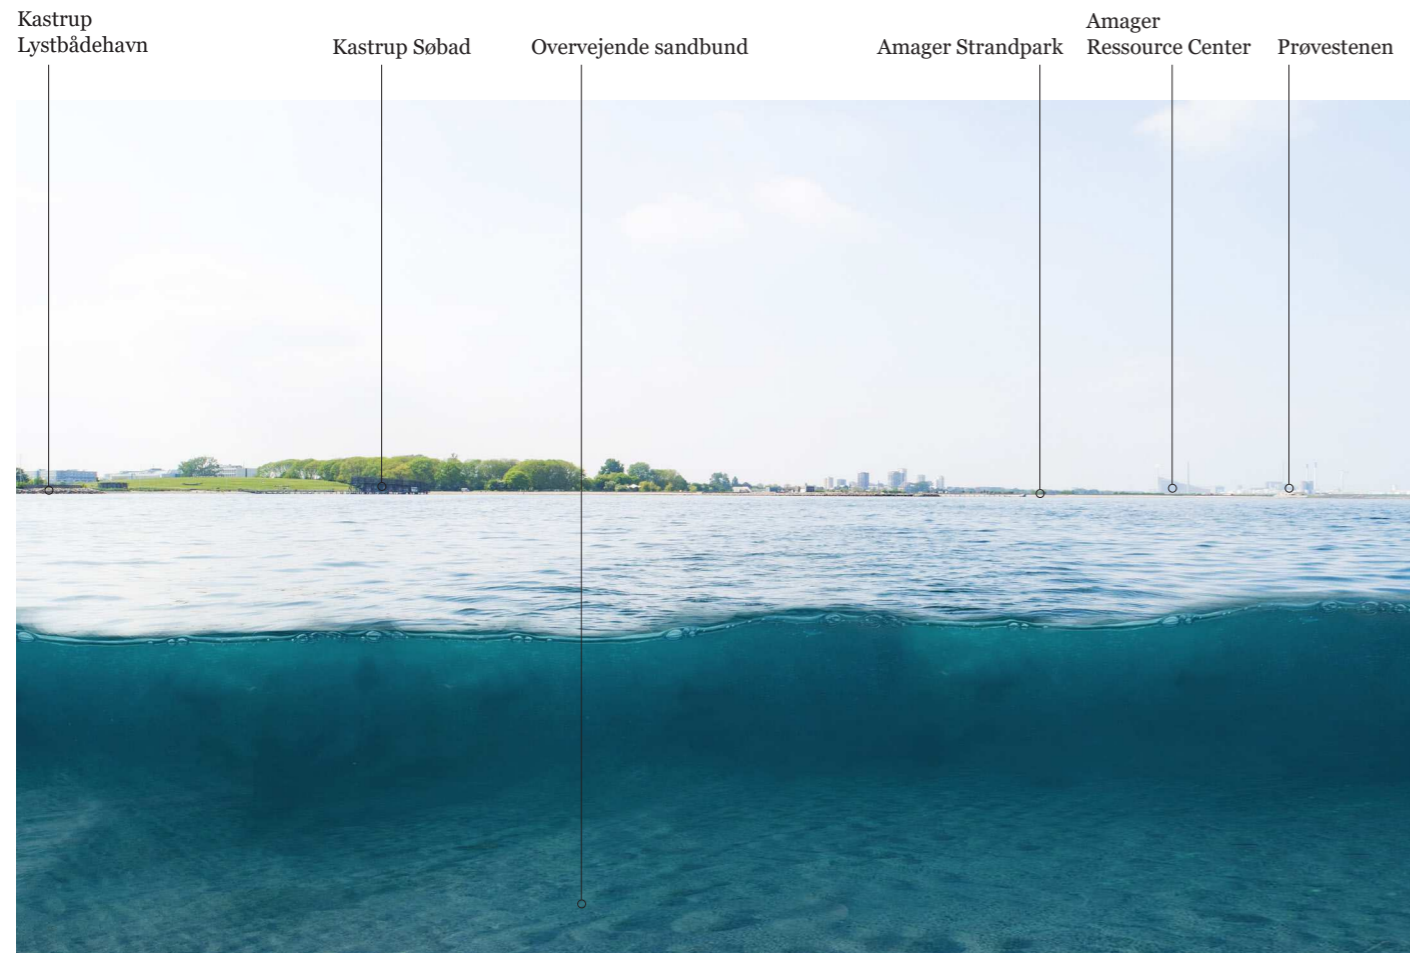 Kastrup
Lystbådehavn
Kastrup Søbad
Overvejende sandbund
Amager Strandpark
Amager
Ressource Center
Prøvestenen